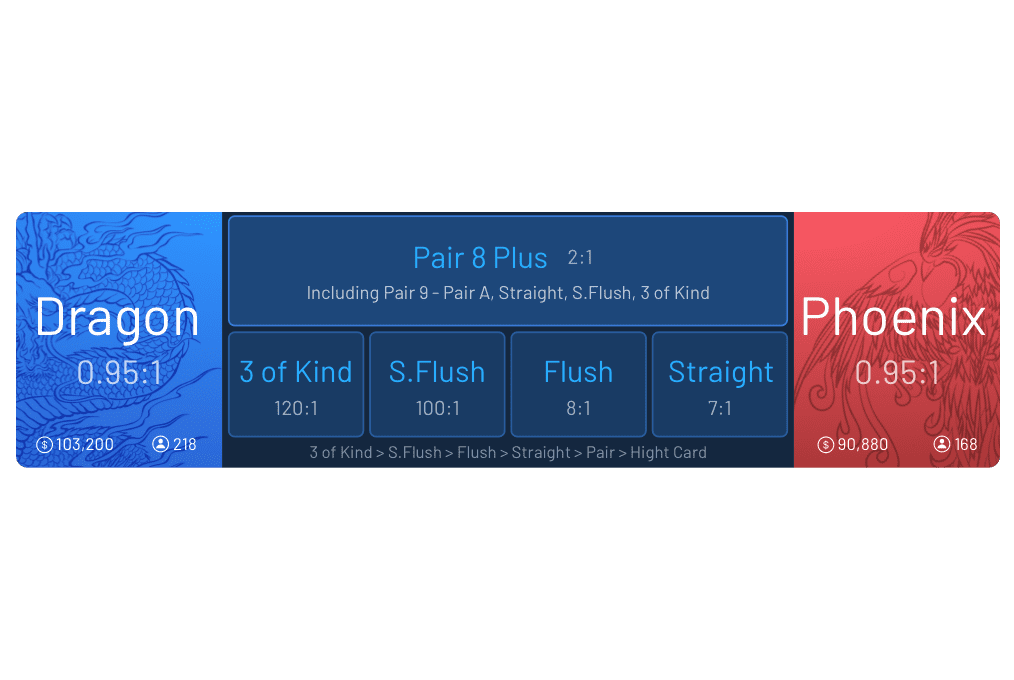 Dragon
0.95:1
103,200
218
Pair 8 Plus 2:1
Including Pair 9 - Pair A, Straight, S.Flush, 3 of Kind
3 of Kind
120:1
S.Flush
100:1
Flush
8:1
Straight
7:1
3 of Kind > S.Flush > Flush > Straight > Pair > Hight Card
Phoenix
0.95:1
90,880
168